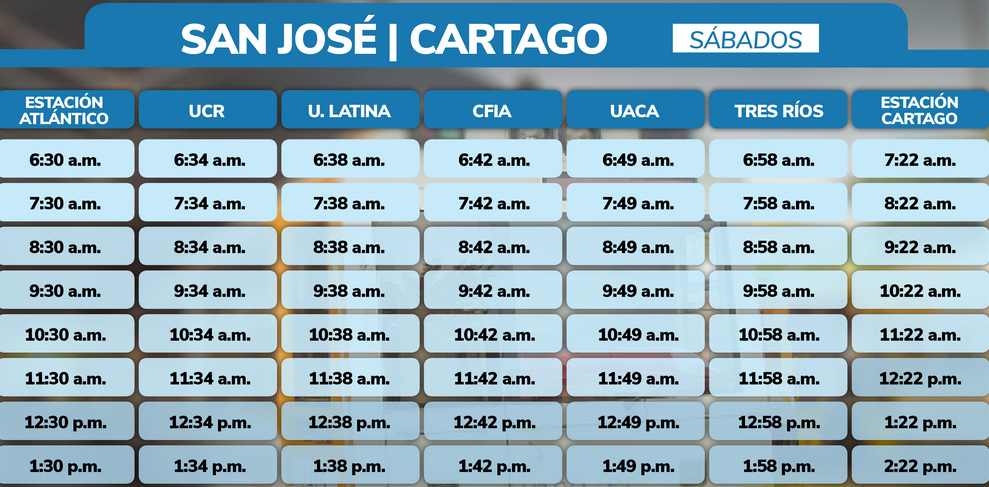 SAN JOSÉ | CARTAGO SÁBADOS
ESTACIÓN ATLÁNTICO UCR U. LATINA CFIA UACA TRES RÍOS ESTACIÓN CARTAGO
6:30 a.m. 6:34 a.m. 6:38 a.m. 6:42 a.m. 6:49 a.m. 6:58 a.m. 7:22 a.m.
7:30 a.m. 7:34 a.m. 7:38 a.m. 7:42 a.m. 7:49 a.m. 7:58 a.m. 8:22 a.m.
8:30 a.m. 8:34 a.m. 8:38 a.m. 8:42 a.m. 8:49 a.m. 8:58 a.m. 9:22 a.m.
9:30 a.m. 9:34 a.m. 9:38 a.m. 9:42 a.m. 9:49 a.m. 9:58 a.m. 10:22 a.m.
10:30 a.m. 10:34 a.m. 10:38 a.m. 10:42 a.m. 10:49 a.m. 10:58 a.m. 11:22 a.m.
11:30 a.m. 11:34 a.m. 11:38 a.m. 11:42 a.m. 11:49 a.m. 11:58 a.m. 12:22 p.m.
12:30 p.m. 12:34 p.m. 12:38 p.m. 12:42 p.m. 12:49 p.m. 12:58 p.m. 1:22 p.m.
1:30 p.m. 1:34 p.m. 1:38 p.m. 1:42 p.m. 1:49 p.m. 1:58 p.m. 2:22 p.m.